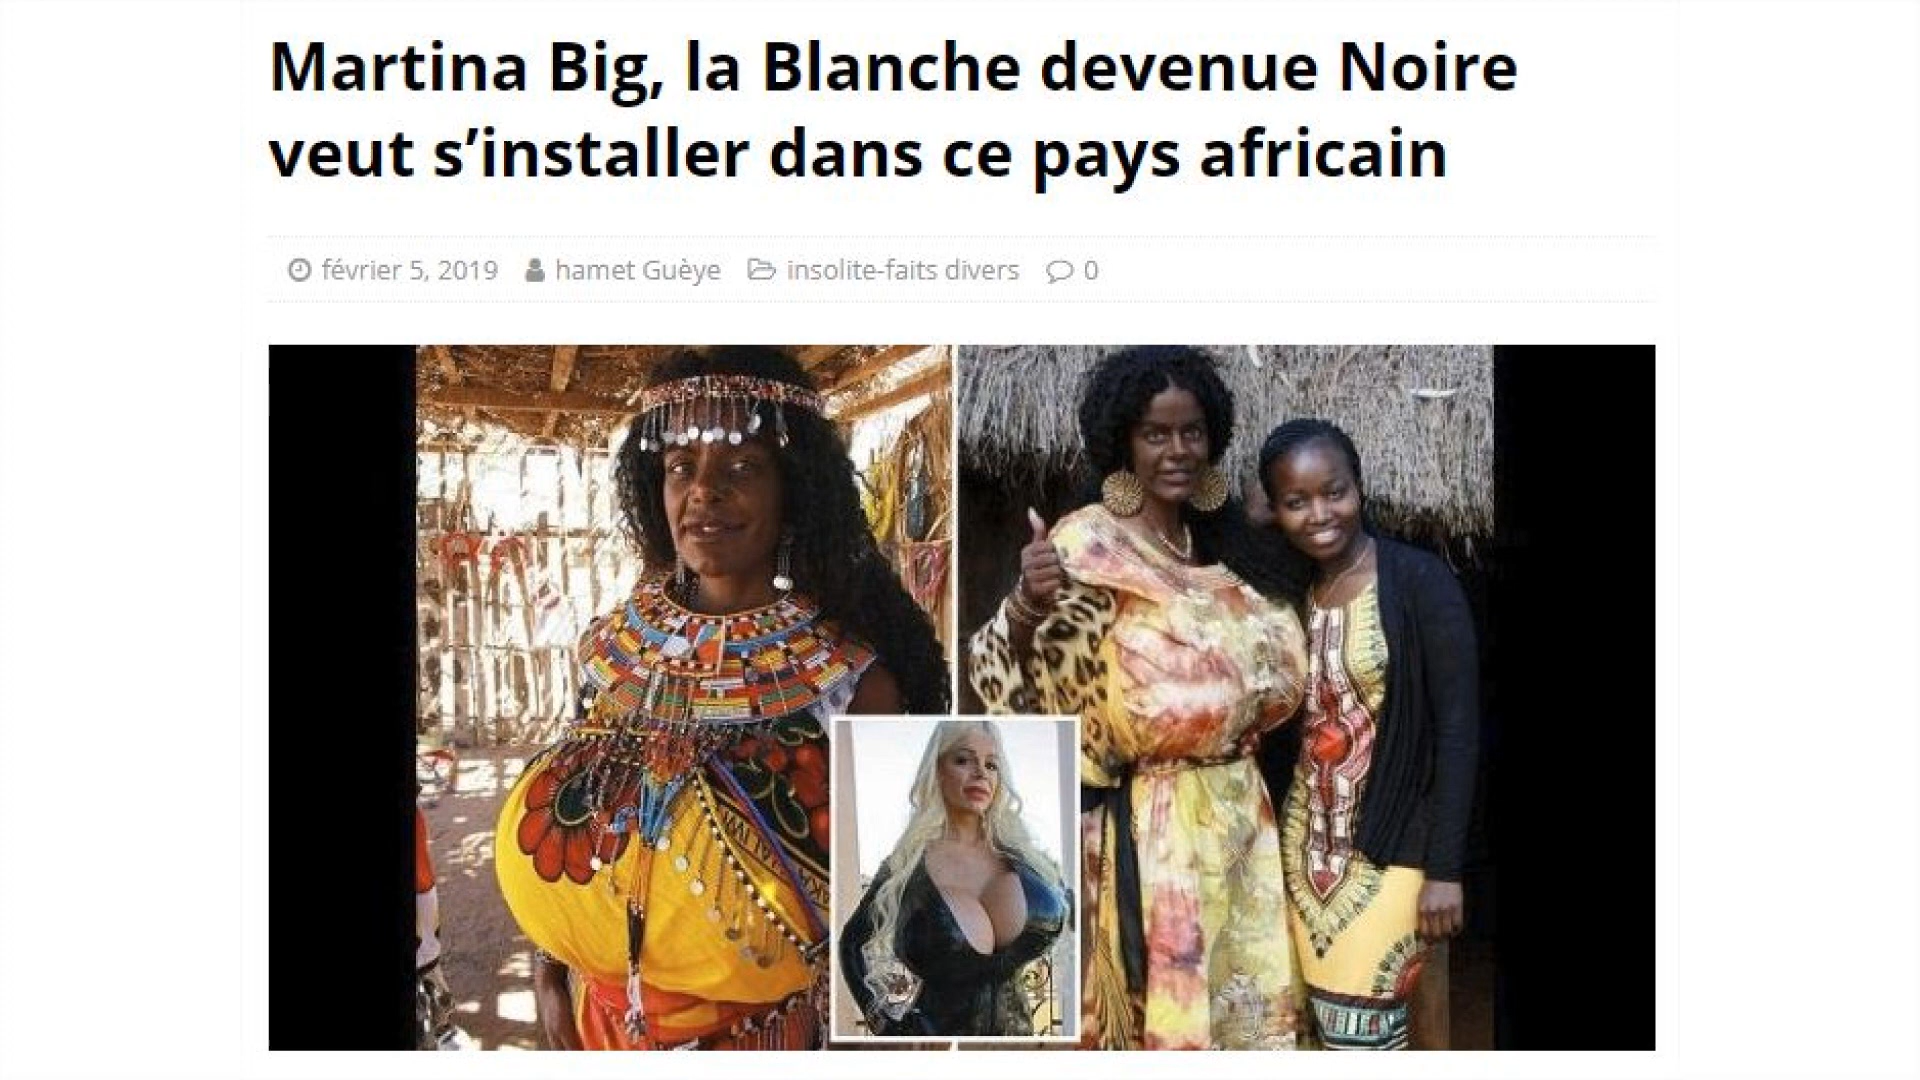 Martina Big, la Blanche devenue Noire
veut s’installer dans ce pays africain
février 5, 2019 hamet Guèye insolite-faits divers 0